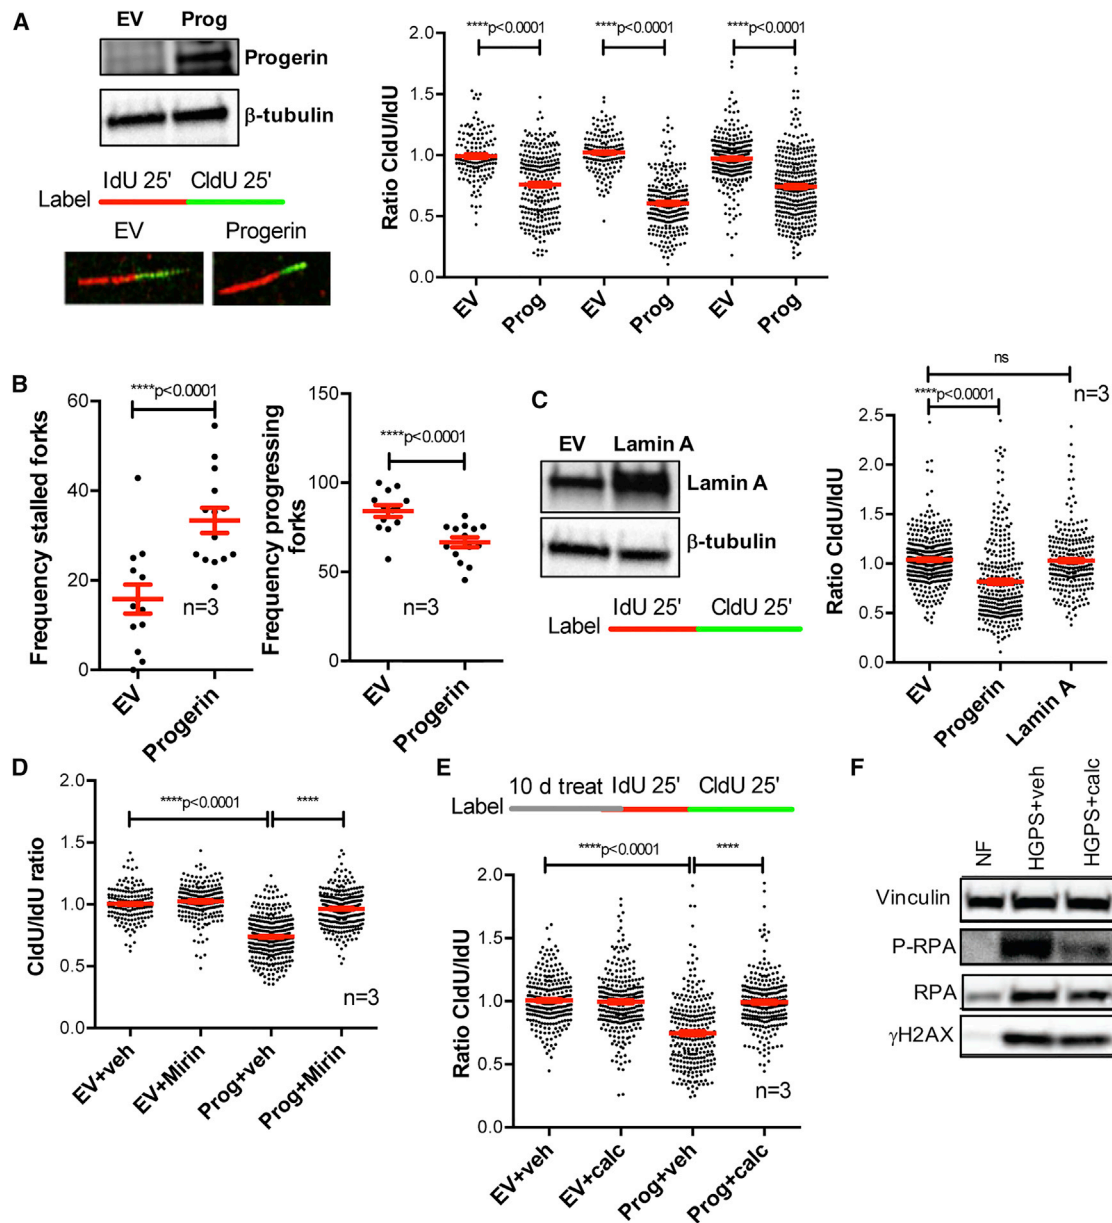 A
EV Prog
Progerin
β-tubulin
IdU 25' CldU 25'
Label
EV Progerin
****p<0.0001 ****p<0.0001 ****p<0.0001
Ratio CldU/IdU
2.0
1.5
1.0
0.5
0.0
EV Prog EV Prog EV Prog
B
Frequency stalled forks
60
40
20
0
****p<0.0001
n=3
EV Progerin
Frequency progressing forks
150
100
50
0
****p<0.0001
n=3
EV Progerin
C
EV Lamin A
Lamin A
β-tubulin
IdU 25' CldU 25'
Label
ns
n=3
****p<0.0001
Ratio CldU/IdU
2.5
2.0
1.5
1.0
0.5
0.0
EV Progerin Lamin A
D
CldU/IdU ratio
2.0
1.5
1.0
0.5
0.0
****p<0.0001 ****
n=3
EV+veh EV+Mirin Prog+veh Prog+Mirin
E
10 d treat IdU 25' CldU 25'
Label
****p<0.0001 ****
Ratio CldU/IdU
2.0
1.5
1.0
0.5
0.0
n=3
EV+veh EV+calc Prog+veh Prog+calc
F
NF HGPS+veh HGPS+calc
Vinculin
P-RPA
RPA
γH2AX